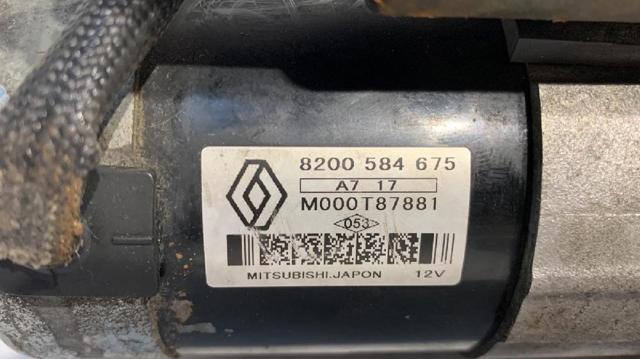 8200 584 675
A7 17
M000T87881
053
MITSUBISHI.JAPON 12V